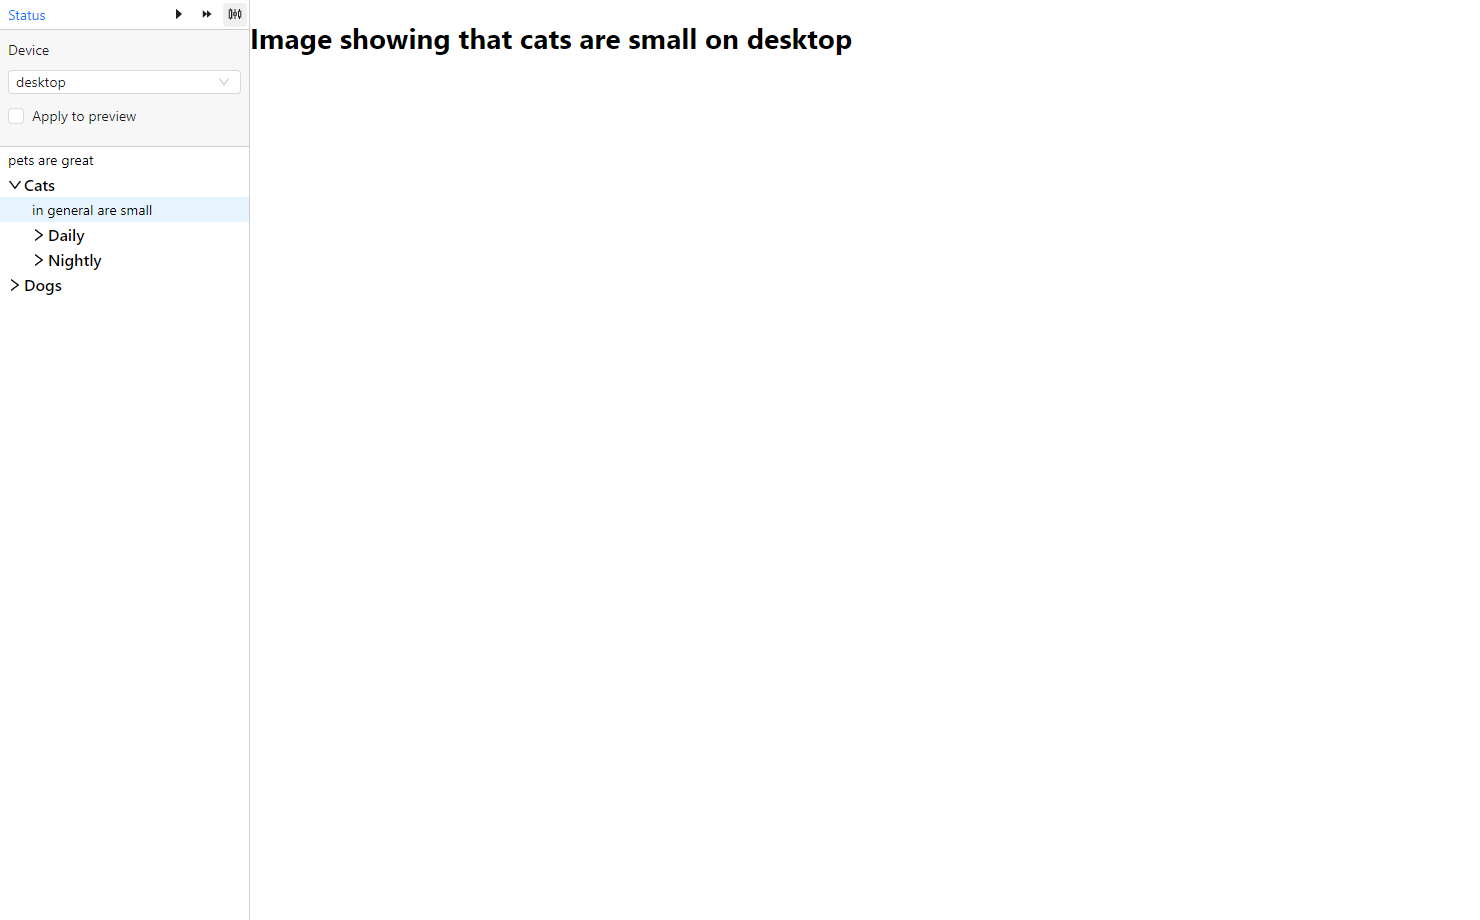 Status
Device
desktop
Apply to preview
pets are great
Cats
in general are small
Daily
Nightly
Dogs
Image showing that cats are small on desktop